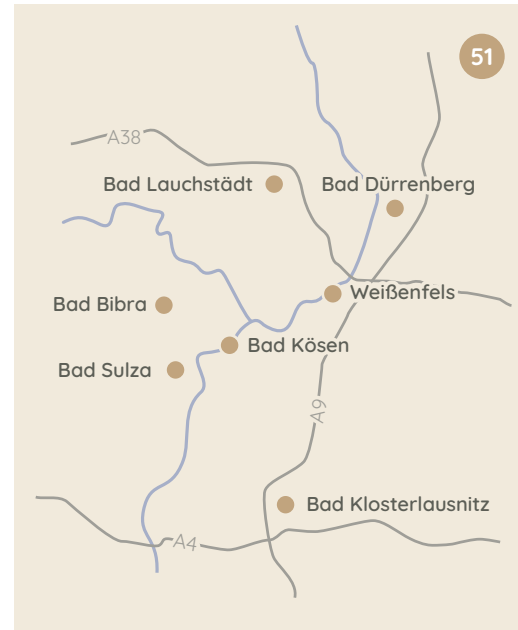 51
A38
Bad Lauchstädt
Bad Dürrenberg
Weißenfels
Bad Bibra
Bad Kösen
Bad Sulza
A9
Bad Klosterlausnitz
A4